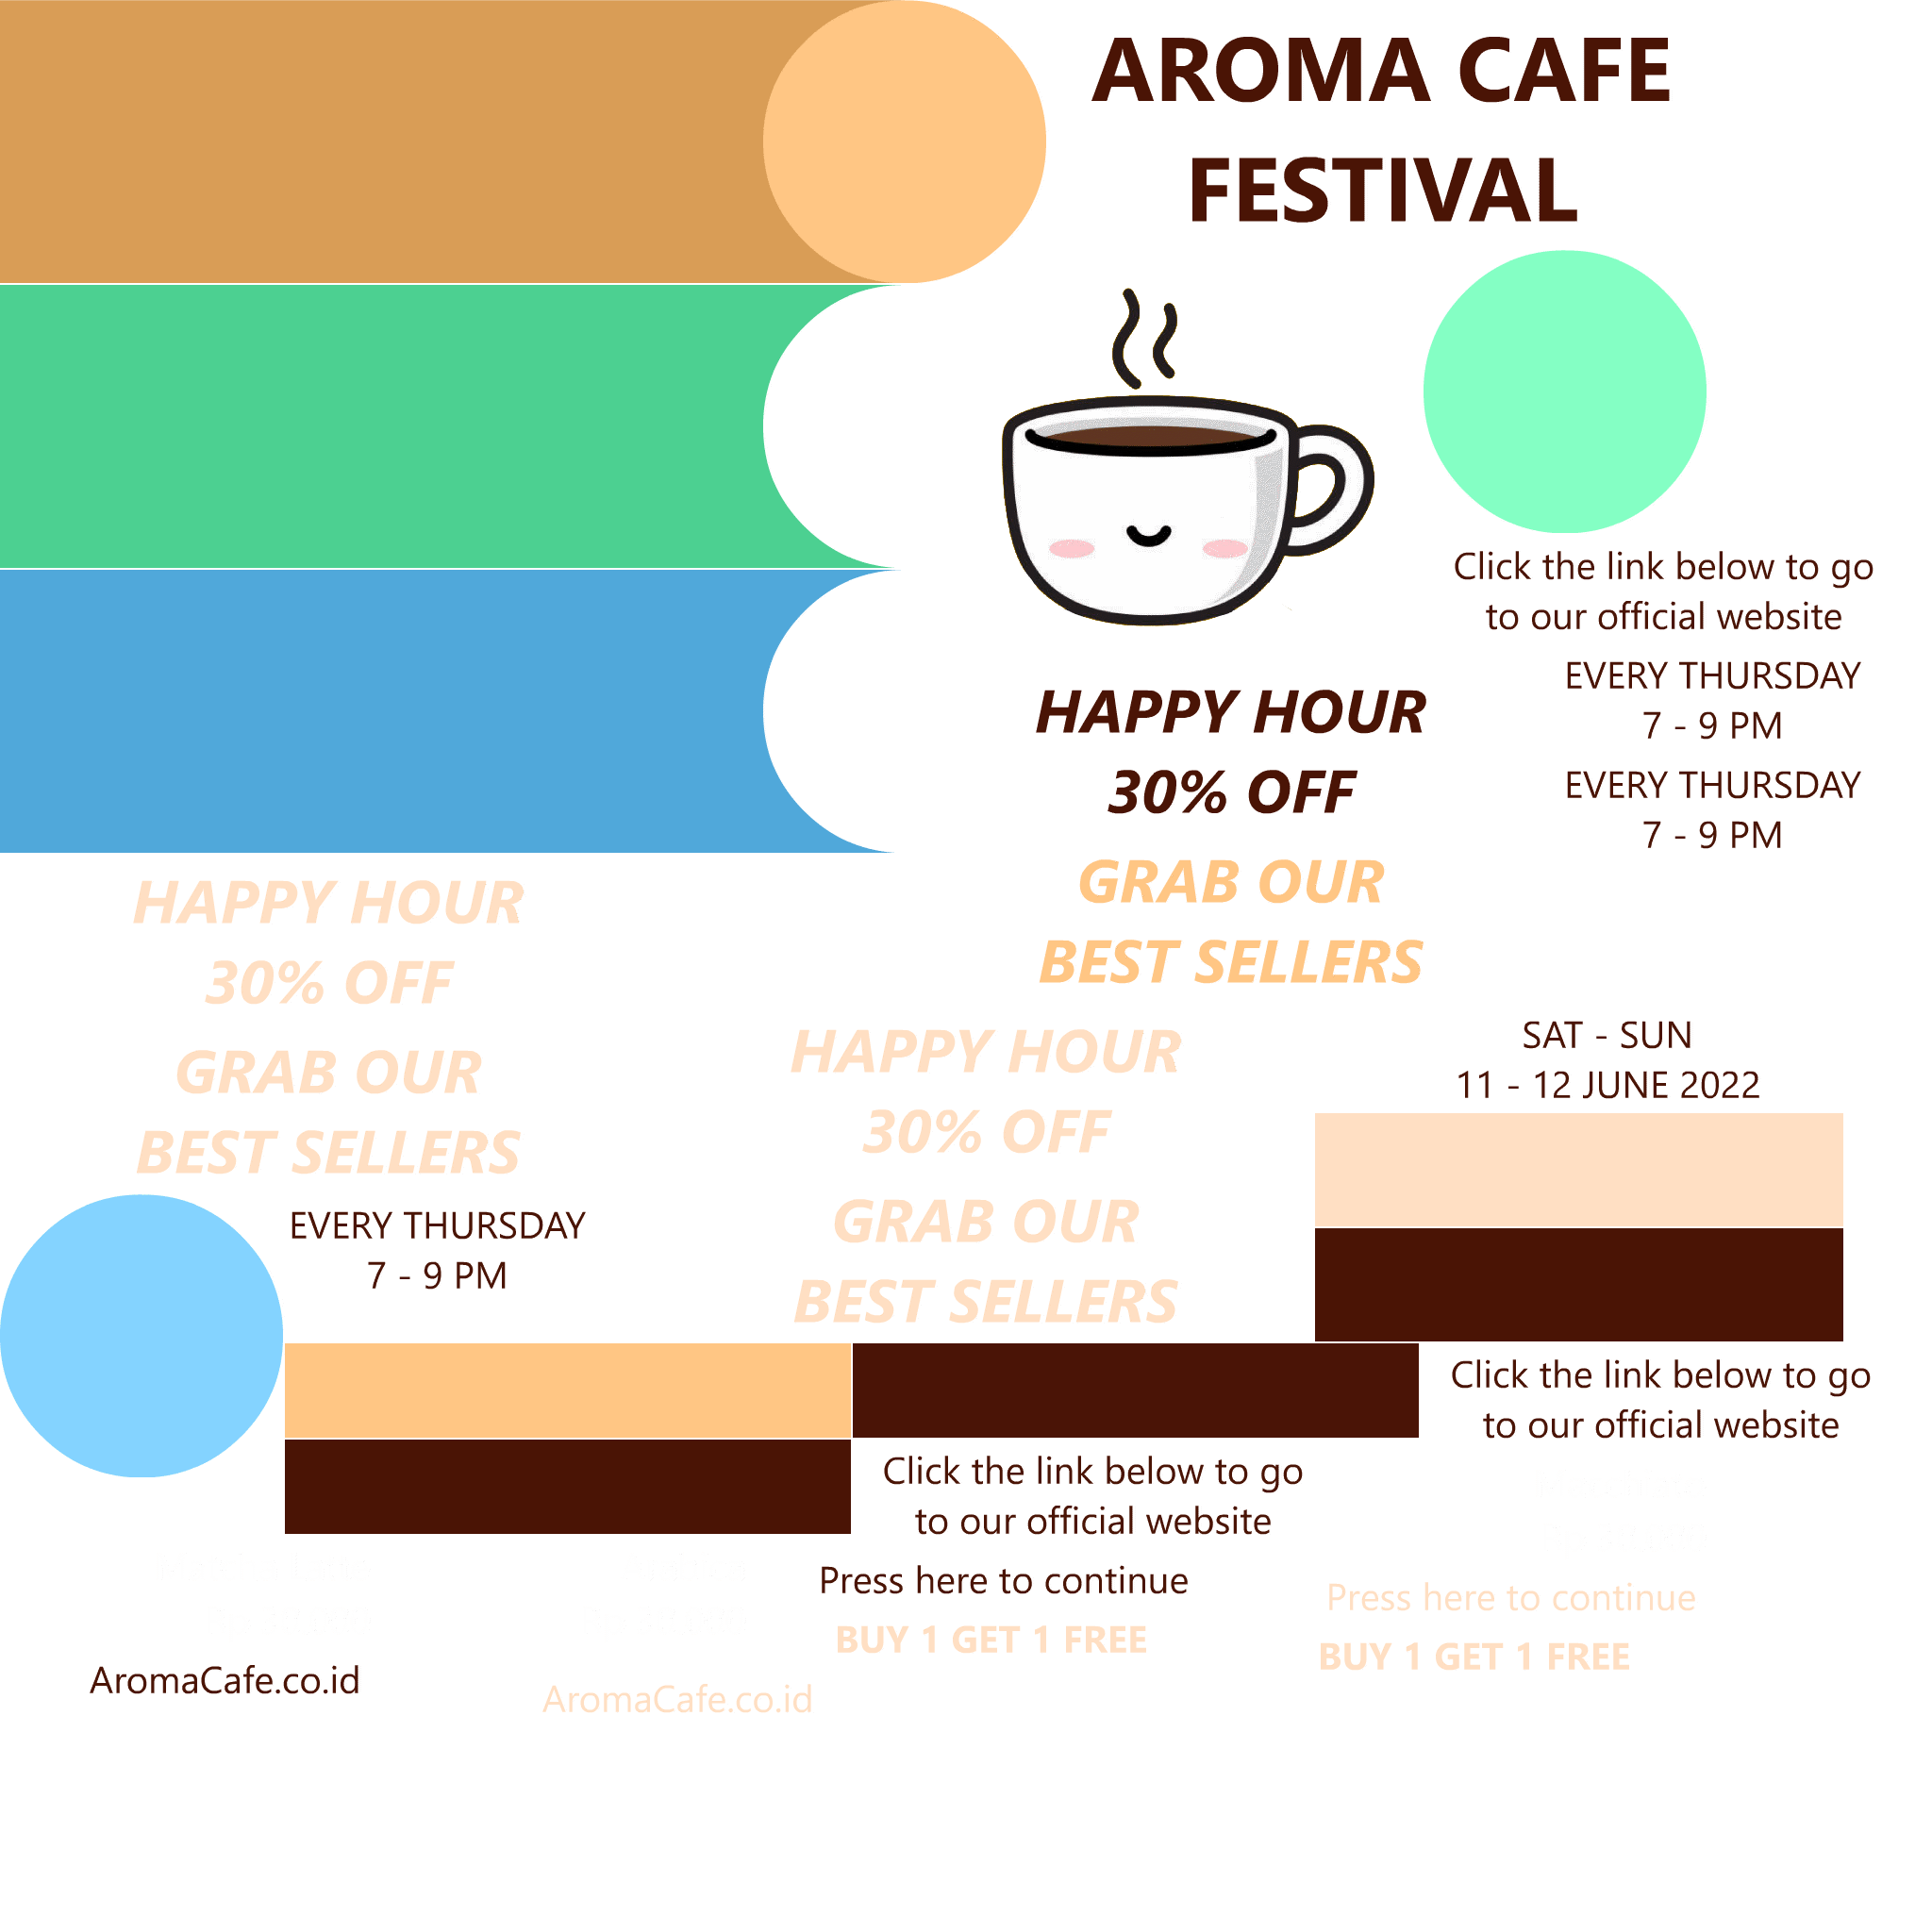 AROMA CAFE
FESTIVAL
Click the link below to go
to our official website
EVERY THURSDAY
7 - 9 PM
HAPPY HOUR
30% OFF
EVERY THURSDAY
7 - 9 PM
GRAB OUR
BEST SELLERS
HAPPY HOUR
30% OFF
GRAB OUR
BEST SELLERS
HAPPY HOUR
30% OFF
GRAB OUR
BEST SELLERS
SAT - SUN
11 - 12 JUNE 2022
EVERY THURSDAY
7 - 9 PM
Click the link below to go
to our official website
Click the link below to go
to our official website
Press here to continue
BUY 1 GET 1 FREE
Press here to continue
BUY 1 GET 1 FREE
AromaCafe.co.id
AromaCafe.co.id